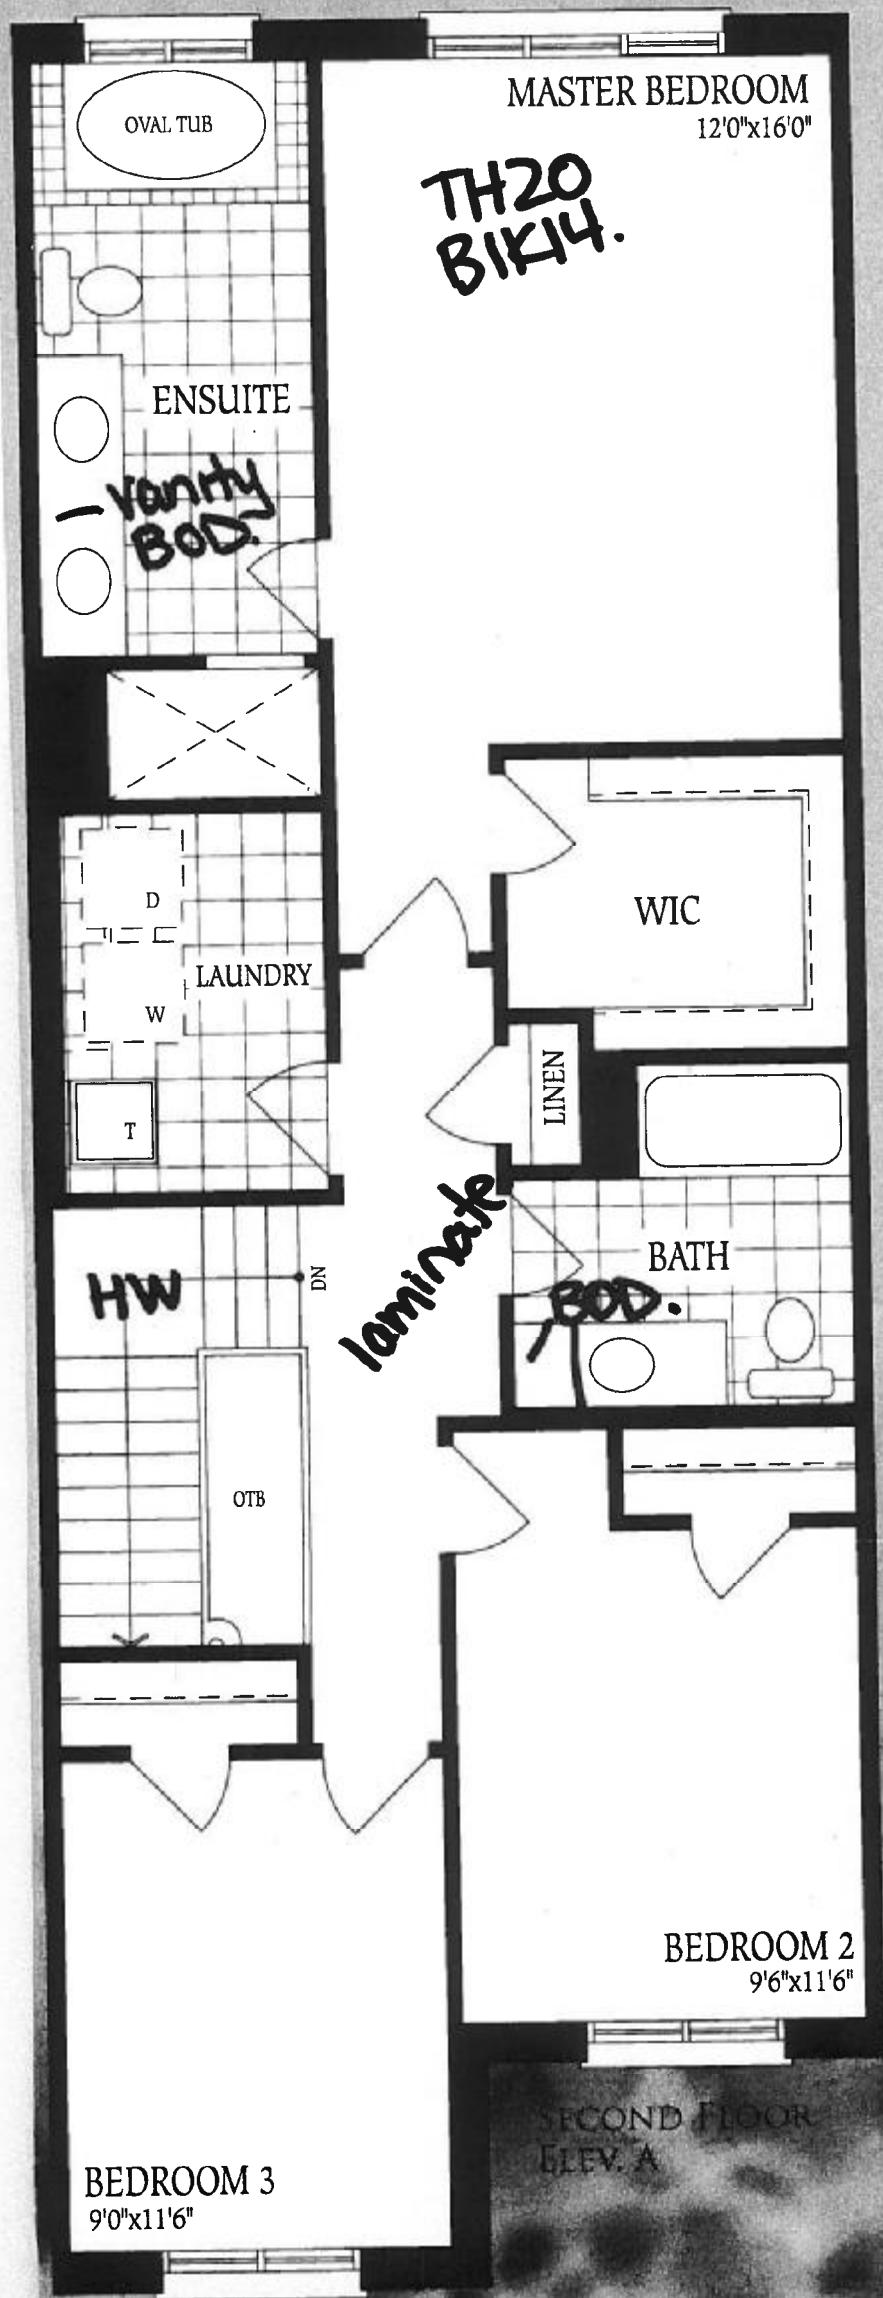 OVAL TUB
MASTER BEDROOM
12'0"x16'0"
TH20
BlK14.
ENSUITE
vanity
BOD.
D
W
LAUNDRY
T
WIC
LINEN
laminate
BATH
BOD.
HW
DN
OTB
BEDROOM 2
9'6"x11'6"
BEDROOM 3
9'0"x11'6"
SECOND FLOOR
ELEV. A